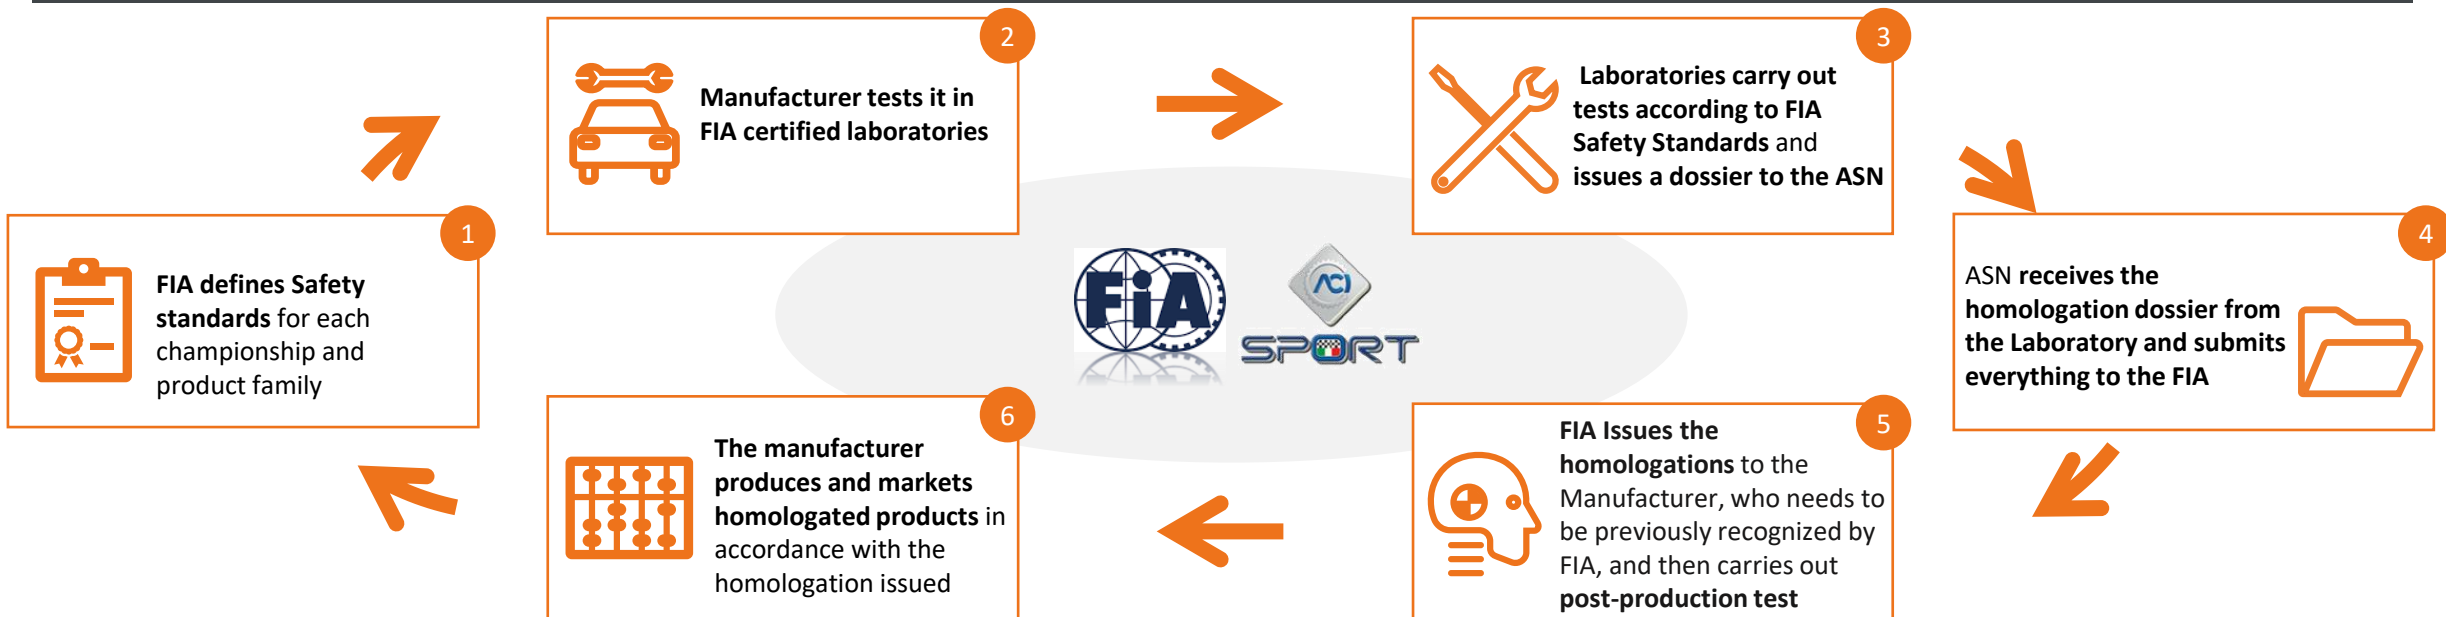 1
FIA defines Safety
standards for each
championship and
product family
2
Manufacturer tests it in
FIA certified laboratories
3
Laboratories carry out
tests according to FIA
Safety Standards and
issues a dossier to the ASN
4
ASN receives the
homologation dossier from
the Laboratory and submits
everything to the FIA
5
FIA Issues the
homologations to the
Manufacturer, who needs to
be previously recognized by
FIA, and then carries out
post-production test
6
The manufacturer
produces and markets
homologated products in
accordance with the
homologation issued
FiA
ACI
SPORT